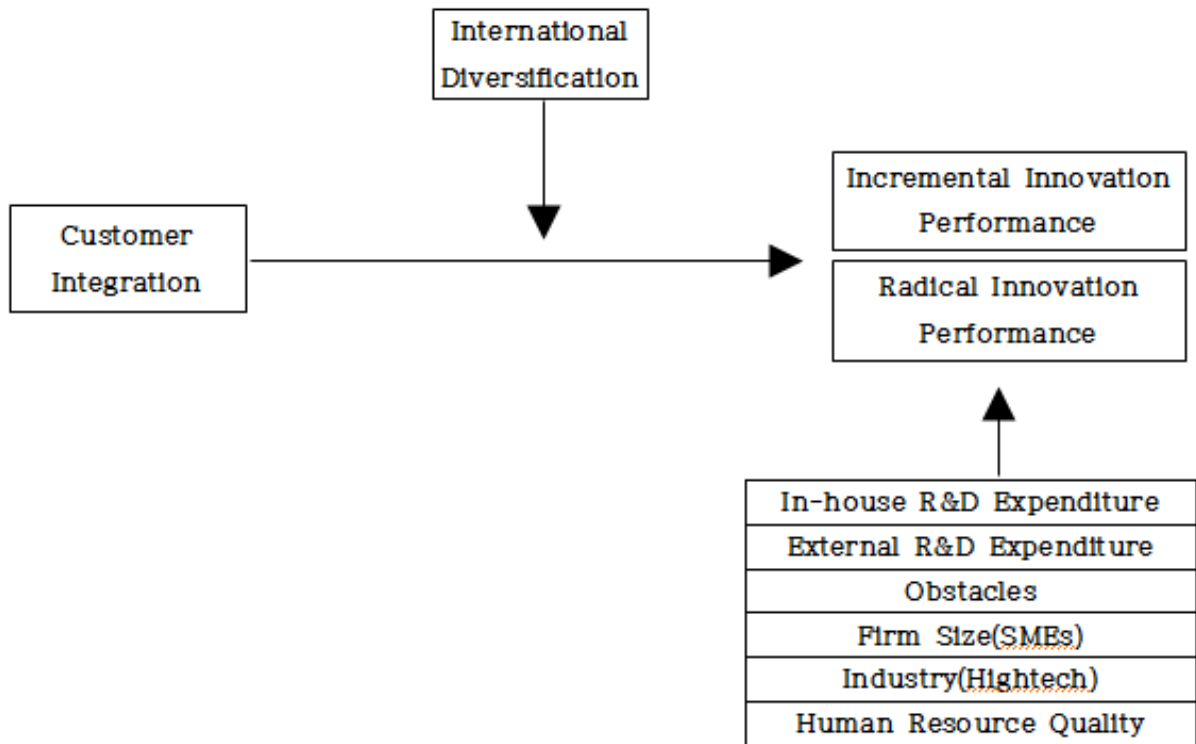 International
Diversification
Customer
Integration
Incremental Innovation
Performance
Radical Innovation
Performance
In-house R&D Expenditure
External R&D Expenditure
Obstacles
Firm Size(SMEs)
Industry(Hightech)
Human Resource Quality